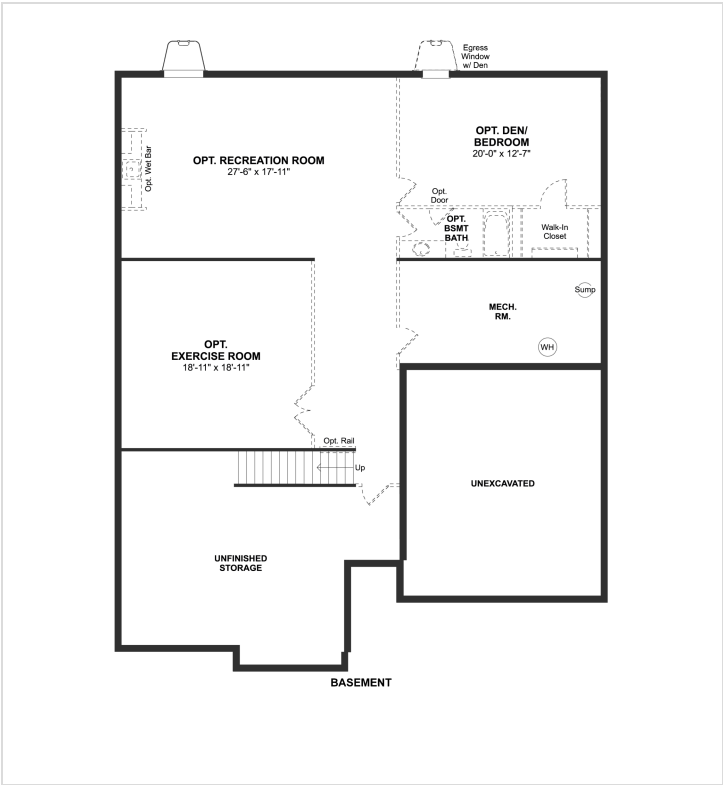 Egress
Window
w/ Den
OPT. DEN/
BEDROOM
20'-0" x 12'-7"
OPT. RECREATION ROOM
27'-6" x 17'-11"
Opt. Wet Bar
Opt.
Door
OPT.
BSMT
BATH
Walk-In
Closet
MECH.
RM.
Sump
WH
OPT.
EXERCISE ROOM
18'-11" x 18'-11"
Opt. Rail
Up
UNEXCAVATED
UNFINISHED
STORAGE
BASEMENT